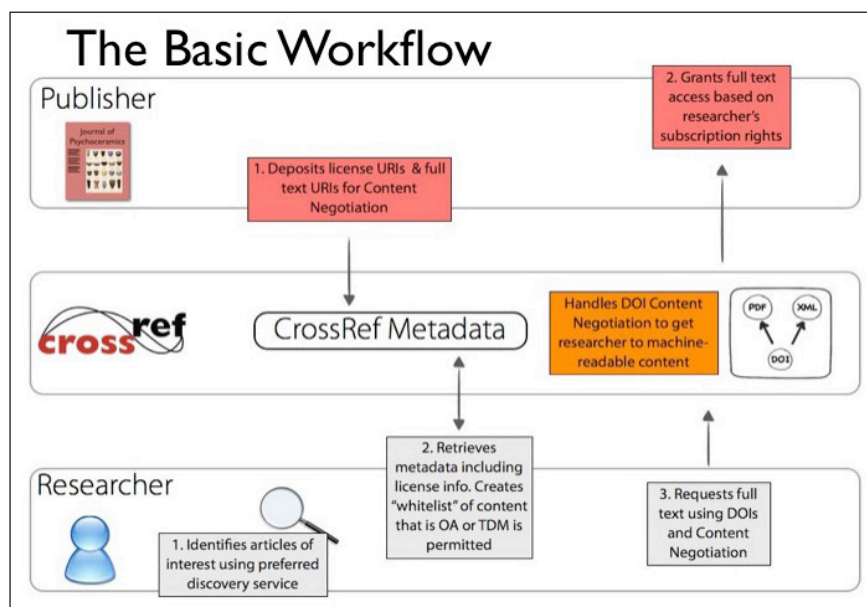 The Basic Workflow
Publisher
Journal of
Psychoceramics
1. Deposits license URIs & full
text URIs for Content
Negotiation
2. Grants full text
access based on
researcher's
subscription rights
crossref
CrossRef Metadata
Handles DOI Content
Negotiation to get
researcher to machine-
readable content
PDF
XML
DOI
Researcher
1. Identifies articles of
interest using preferred
discovery service
2. Retrieves
metadata including
license info. Creates
“whitelist” of content
that is OA or TDM is
permitted
3. Requests full
text using DOIs
and Content
Negotiation